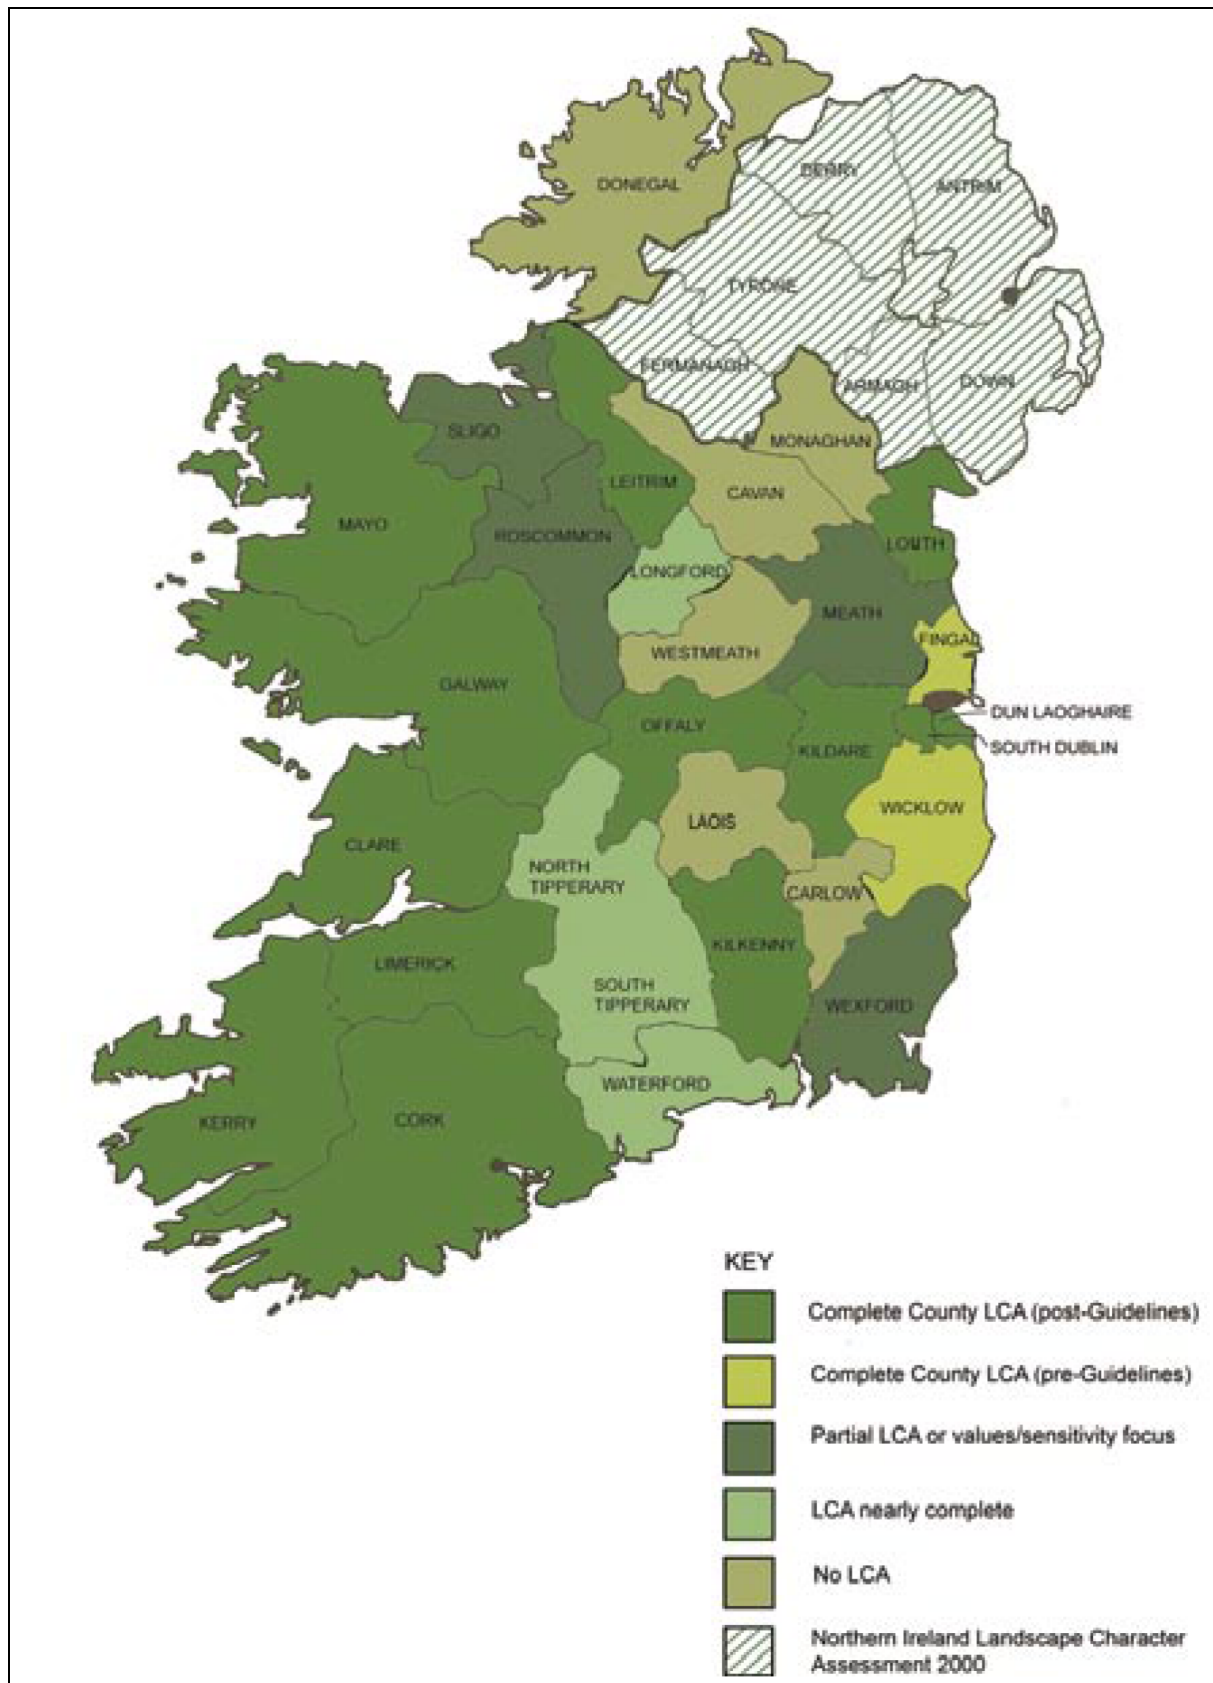 DONEGAL
DERRY
ANTRIM
TYRONE
FERMANAGH
ARMAGH
DOWN
MONAGHAN
SLIGO
LEITRIM
CAVAN
MAYO
ROSCOMMON
LOUTH
LONGFORD
MEATH
FINGAL
WESTMEATH
GALWAY
OFFALY
DUN LAOGHAIRE
KILDARE
SOUTH DUBLIN
WICKLOW
LAOIS
CLARE
NORTH
TIPPERARY
CARLOW
KILKENNY
LIMERICK
SOUTH
TIPPERARY
WEXFORD
WATERFORD
KERRY
CORK
KEY
Complete County LCA (post-Guidelines)
Complete County LCA (pre-Guidelines)
Partial LCA or values/sensitivity focus
LCA nearly complete
No LCA
Northern Ireland Landscape Character
Assessment 2000